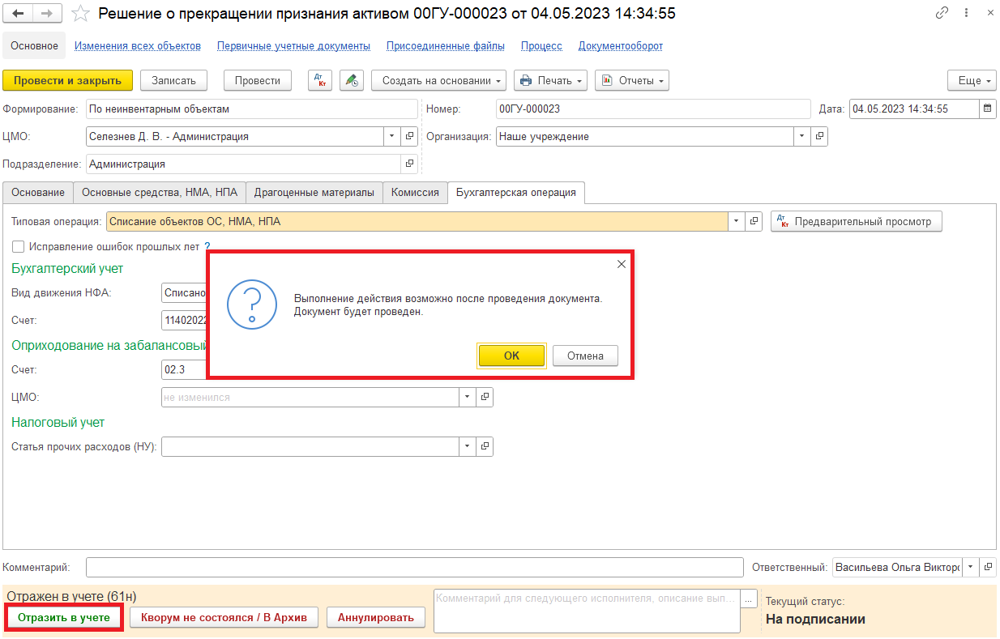 Решение о прекращении признания активом 00ГУ-000023 от 04.05.2023 14:34:55
Основное Изменения всех объектов Первичные учетные документы Присоединенные файлы Процесс Документооборот
Провести и закрыть Записать Провести Дт Кт Создать на основании Печать Отчеты Еще
Формирование: По неинвентарным объектам Номер: 00ГУ-000023 Дата: 04.05.2023 14:34:55
ЦМО: Селезнев Д. В. - Администрация Организация: Наше учреждение
Подразделение: Администрация
Основание Основные средства, НМА, НПА Драгоценные материалы Комиссия Бухгалтерская операция
Типовая операция: Списание объектов ОС, НМА, НПА Дт Кт Предварительный просмотр
Исправление ошибок прошлых лет ?
Бухгалтерский учет
Вид движения НФА: Списано
Счет: 11402022
Оприходование на забалансовый
Счет: 02.3
ЦМО: не изменился
Налоговый учет
Статья прочих расходов (НУ):
Выполнение действия возможно после проведения документа.
Документ будет проведен.
OK Отмена
Комментарий: Ответственный: Васильева Ольга Викторо
Отражен в учете (61н)
Отразить в учете Кворум не состоялся / В Архив Аннулировать
Комментарий для следующего исполнителя, описание вып... ...
Текущий статус:
На подписании